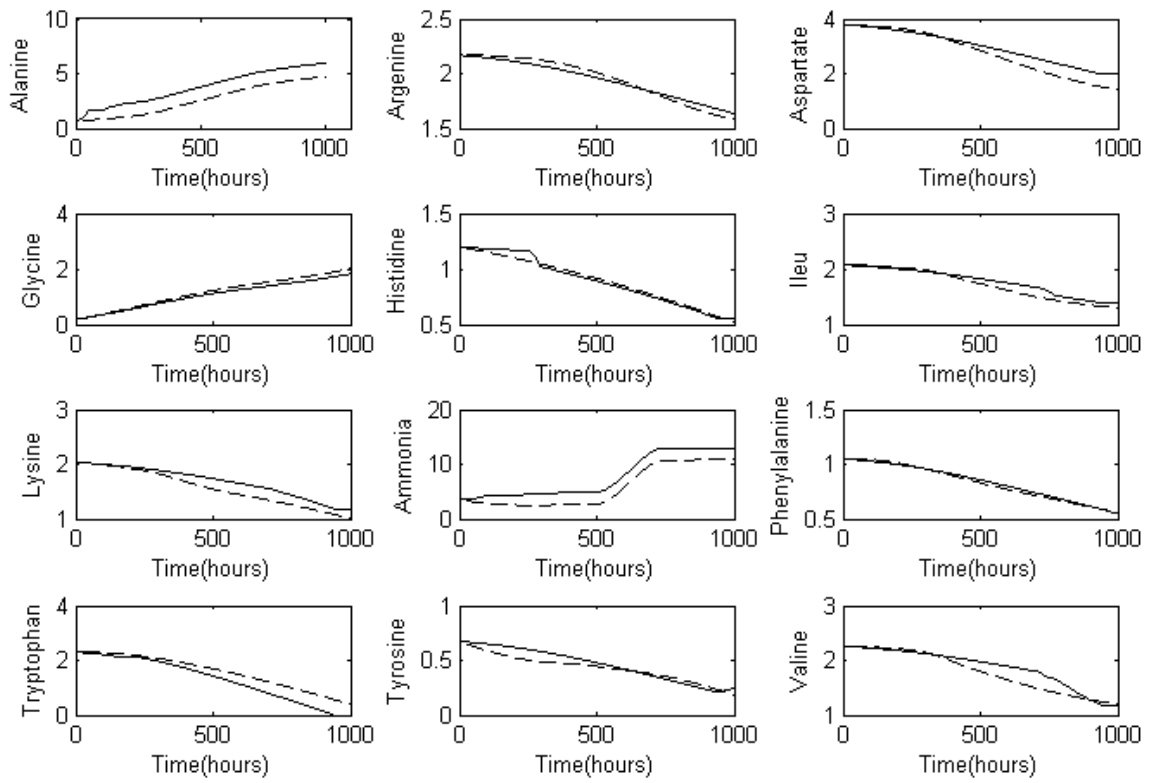 Alanine
10
5
0
0 500 1000
Time(hours)
Argenine
2.5
2
1.5
0 500 1000
Time(hours)
Aspartate
4
2
0
0 500 1000
Time(hours)
Glycine
4
2
0
0 500 1000
Time(hours)
Histidine
1.5
1
0.5
0 500 1000
Time(hours)
Ileu
3
2
1
0 500 1000
Time(hours)
Lysine
3
2
1
0 500 1000
Time(hours)
Ammonia
20
10
0
0 500 1000
Time(hours)
Phenylalanine
1.5
1
0.5
0 500 1000
Time(hours)
Tryptophan
4
2
0
0 500 1000
Time(hours)
Tyrosine
1
0.5
0
0 500 1000
Time(hours)
Valine
3
2
1
0 500 1000
Time(hours)